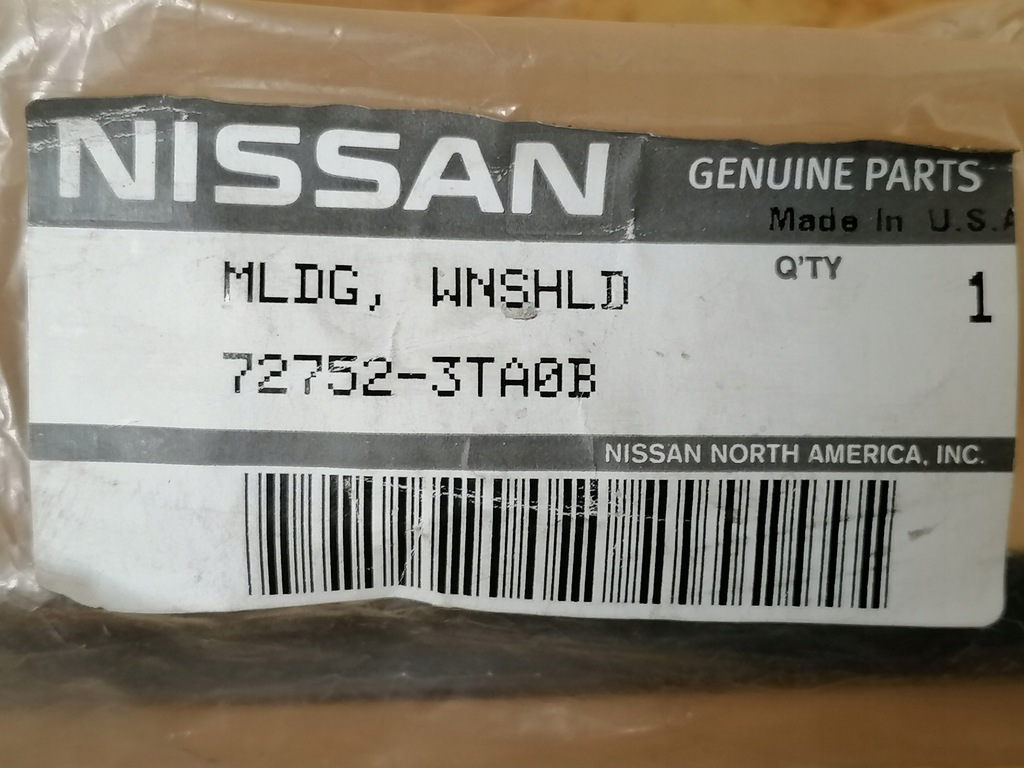 NISSAN GENUINE PARTS
Made In U.S.A
MLDG, WNSHLD Q'TY 1
72752-3TA0B
NISSAN NORTH AMERICA, INC.